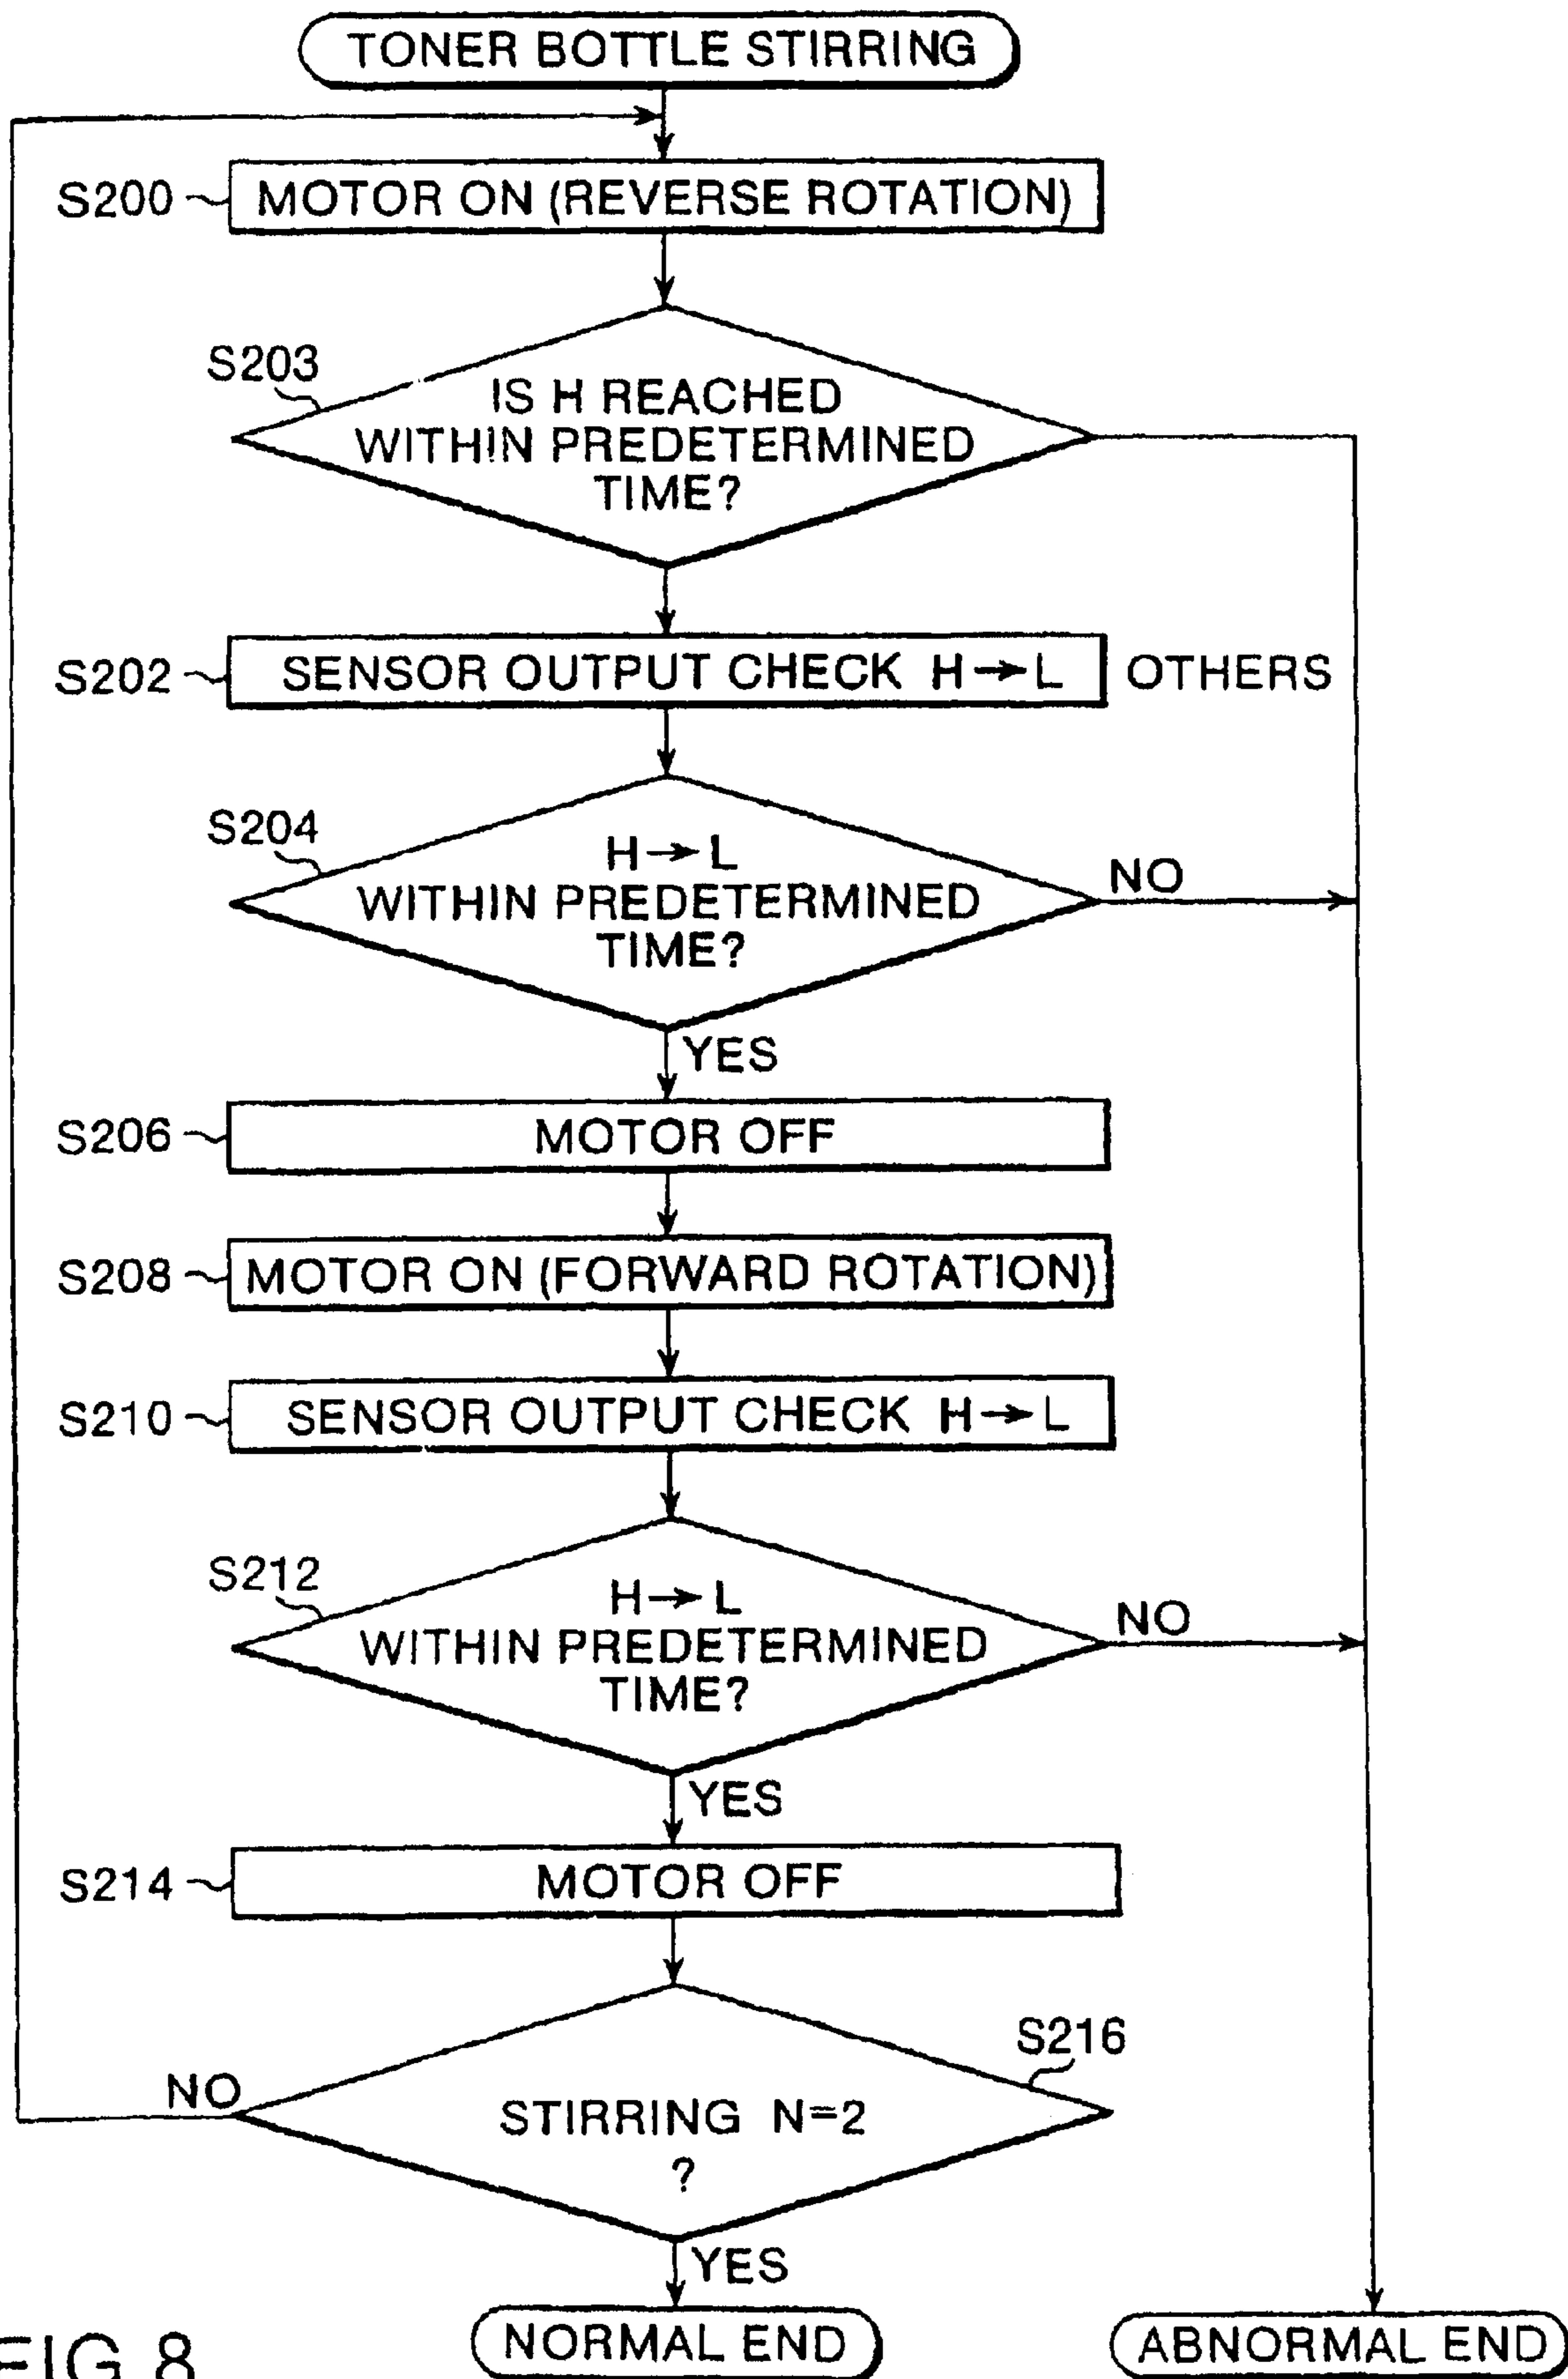 TONER BOTTLE STIRRING
S200 MOTOR ON (REVERSE ROTATION)
S203
IS H REACHED
WITHIN PREDETERMINED
TIME?
S202 SENSOR OUTPUT CHECK H→L OTHERS
S204
H→L
WITHIN PREDETERMINED
TIME?
NO
YES
S206 MOTOR OFF
S208 MOTOR ON (FORWARD ROTATION)
S210 SENSOR OUTPUT CHECK H→L
S212
H→L
WITHIN PREDETERMINED
TIME?
NO
YES
S214 MOTOR OFF
S216
NO
STIRRING N=2
?
YES
NORMAL END
ABNORMAL END
FIG.8